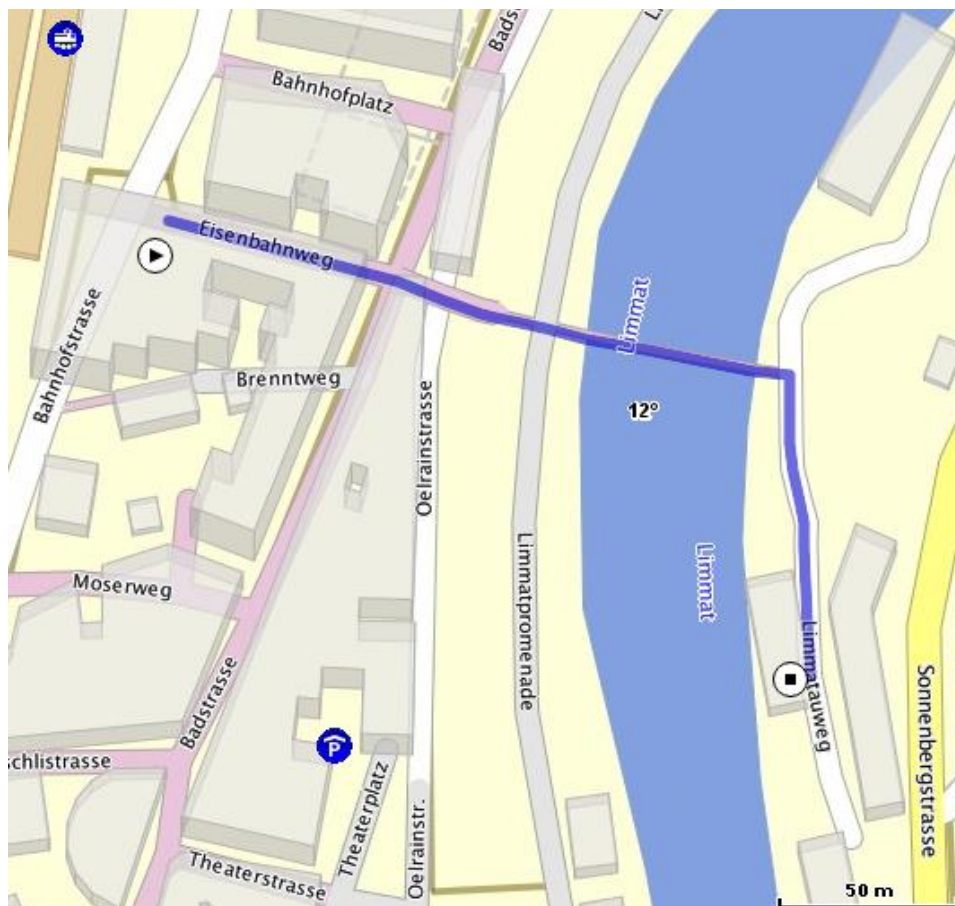 Bads
Li
Bahnhofplatz
Eisenbahnweg
Bahnhofstrasse
Limmat
Brenntweg
12°
Oelrainstrasse
Limmatpromenade
Limmat
Moserweg
Limmatauweg
Badstrasse
Sonnenbergstrasse
P
schlistrasse
Theaterplatz
Oelrainstr.
Theaterstrasse
50 m